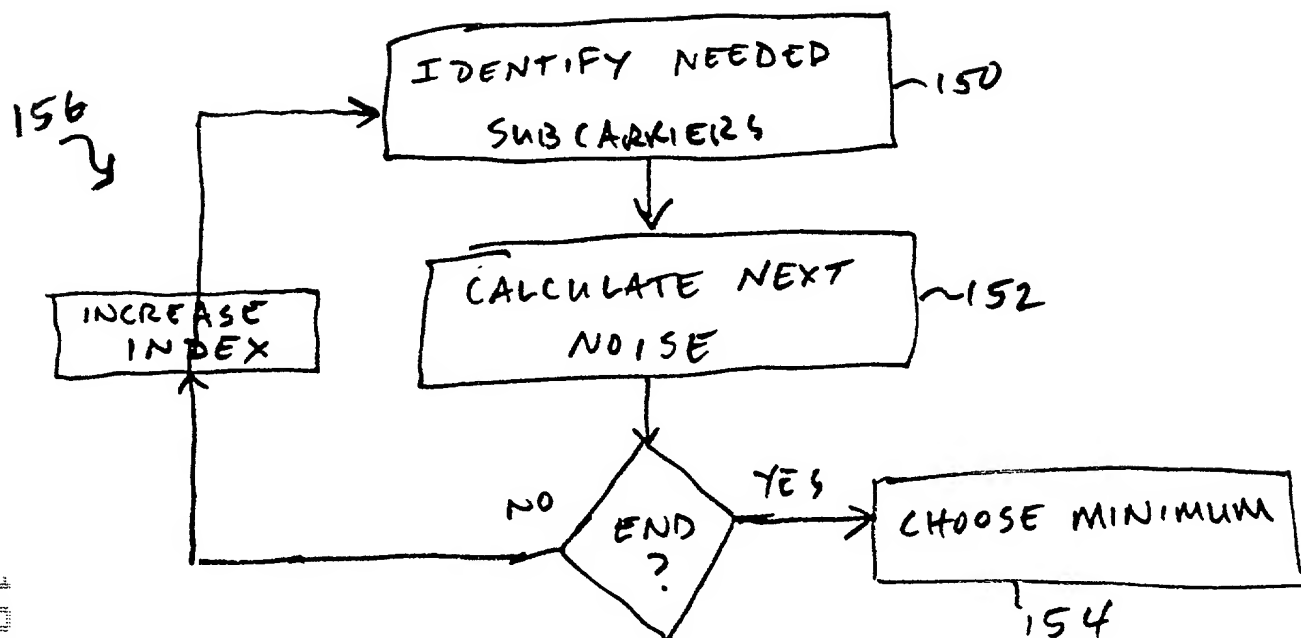 IDENTIFY NEEDED
SUBCARRIERS
150
156
CALCULATE NEXT
NOISE
152
INCREASE
INDEX
NO
END
?
YES
CHOOSE MINIMUM
154